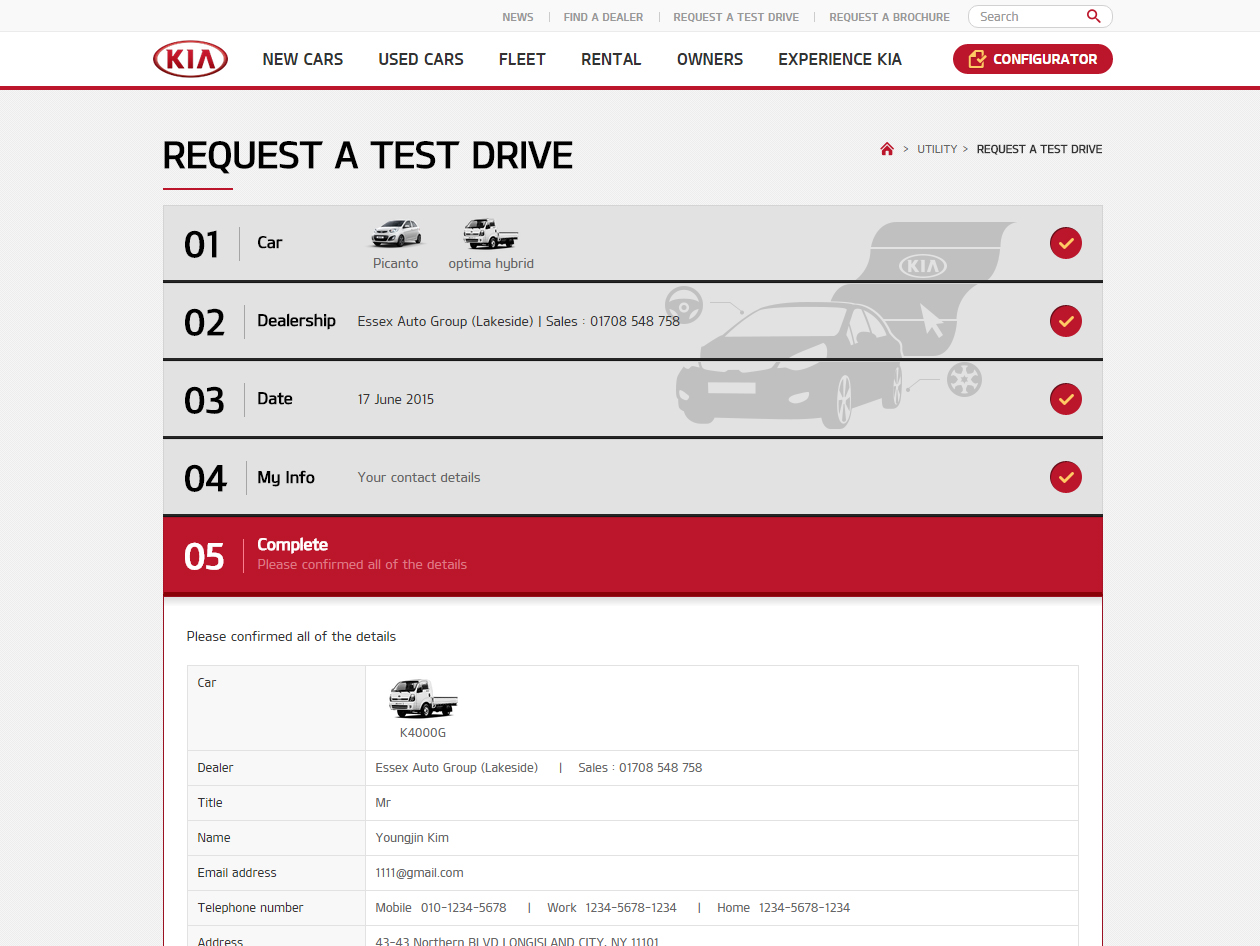 NEWS | FIND A DEALER | REQUEST A TEST DRIVE | REQUEST A BROCHURE Search
KIA NEW CARS USED CARS FLEET RENTAL OWNERS EXPERIENCE KIA CONFIGURATOR
REQUEST A TEST DRIVE
> UTILITY > REQUEST A TEST DRIVE
01 Car
Picanto optima hybrid
KIA
02 Dealership Essex Auto Group (Lakeside) | Sales : 01708 548 758
03 Date 17 June 2015
04 My Info Your contact details
05 Complete
Please confirmed all of the details
Please confirmed all of the details
Car
K4000G
Dealer Essex Auto Group (Lakeside) | Sales : 01708 548 758
Title Mr
Name Youngjin Kim
Email address 1111@gmail.com
Telephone number Mobile 010-1234-5678 | Work 1234-5678-1234 | Home 1234-5678-1234
Address 43-43 Northern BLVD LONGISLAND CITY, NY 11101